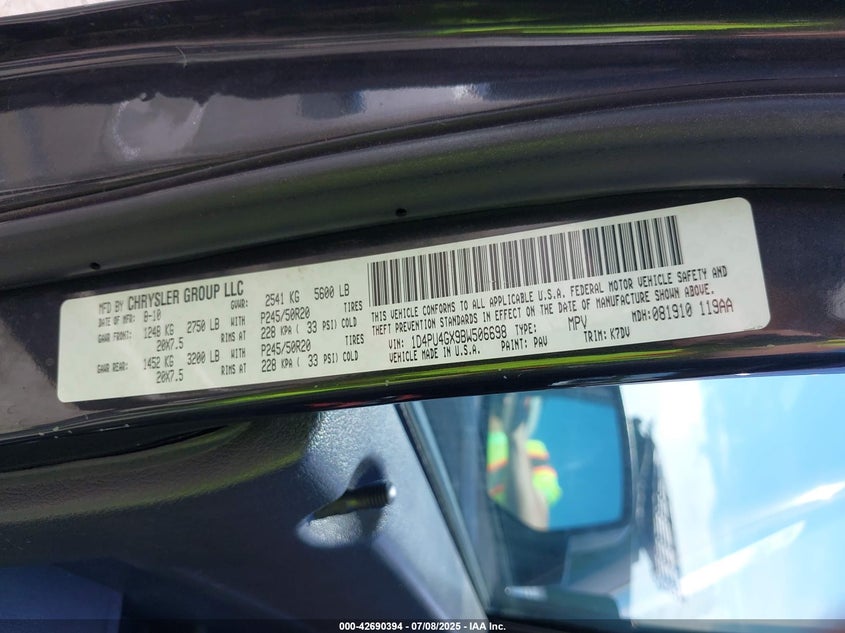 MFD BY CHRYSLER GROUP LLC
DATE OF MFR: 8-10 GVWR: 2541 KG 5600 LB
GAWR FRONT: 1248 KG 2750 LB WITH P245/50R20 TIRES
20X7.5 RIMS AT 228 KPA ( 33 PSI) COLD
GAWR REAR: 1452 KG 3200 LB WITH P245/50R20 TIRES
20X7.5 RIMS AT 228 KPA ( 33 PSI) COLD
THIS VEHICLE CONFORMS TO ALL APPLICABLE U.S.A. FEDERAL MOTOR VEHICLE SAFETY AND
THEFT PREVENTION STANDARDS IN EFFECT ON THE DATE OF MANUFACTURE SHOWN ABOVE.
VIN: 1D4PU4GX9BW506698 TYPE: MPV MDH: 081910 119AA
MADE IN U.S.A. PAINT: PAV TRIM: K7DV
000-42690394 - 07/08/2025 - IAA Inc.